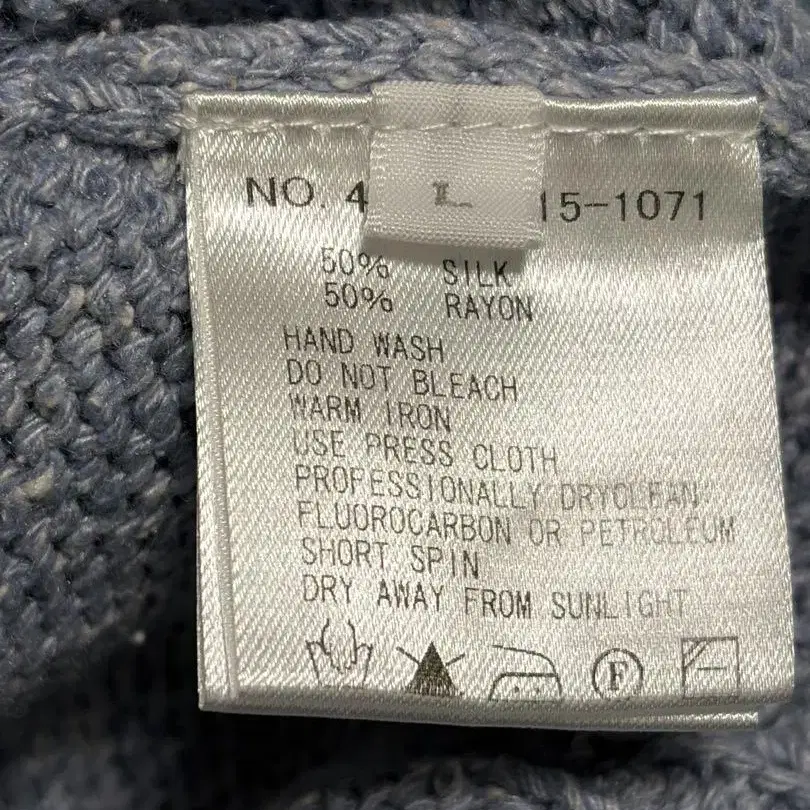 L
NO. 4 15-1071
50% SILK
50% RAYON
HAND WASH
DO NOT BLEACH
WARM IRON
USE PRESS CLOTH
PROFESSIONALLY DRYCLEAN
FLUOROCARBON OR PETROLEUM
SHORT SPIN
DRY AWAY FROM SUNLIGHT
F